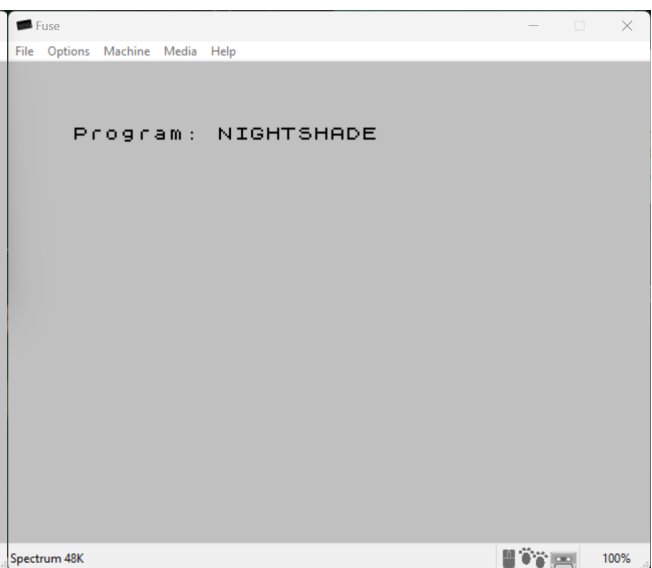 Fuse
File Options Machine Media Help
Program: NIGHTSHADE
Spectrum 48K 100%